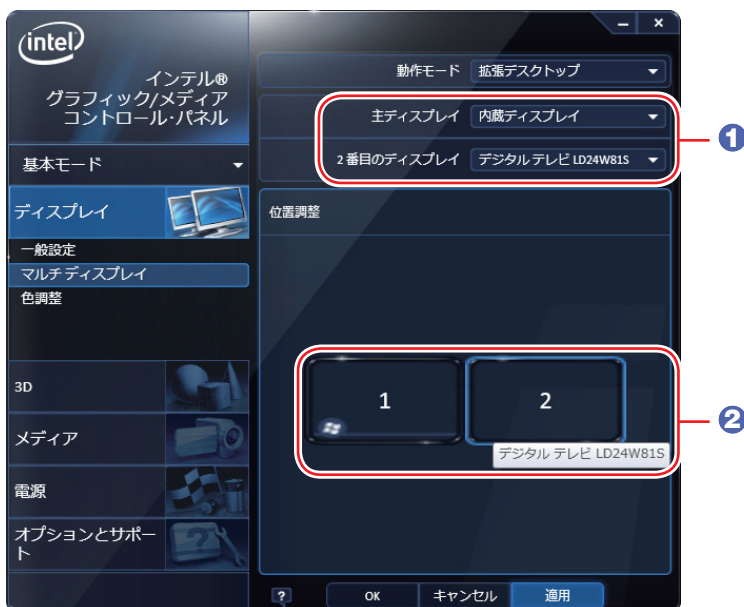 intel
インテル®
グラフィック/メディア
コントロール・パネル
基本モード
ディスプレイ
一般設定
マルチディスプレイ
色調整
3D
メディア
電源
オプションとサポー
ト
動作モード 拡張デスクトップ
主ディスプレイ 内蔵ディスプレイ
2番目のディスプレイ デジタル テレビ LD24W81S
1
位置調整
1 2
デジタル テレビ LD24W81S
2
? OK キャンセル 適用